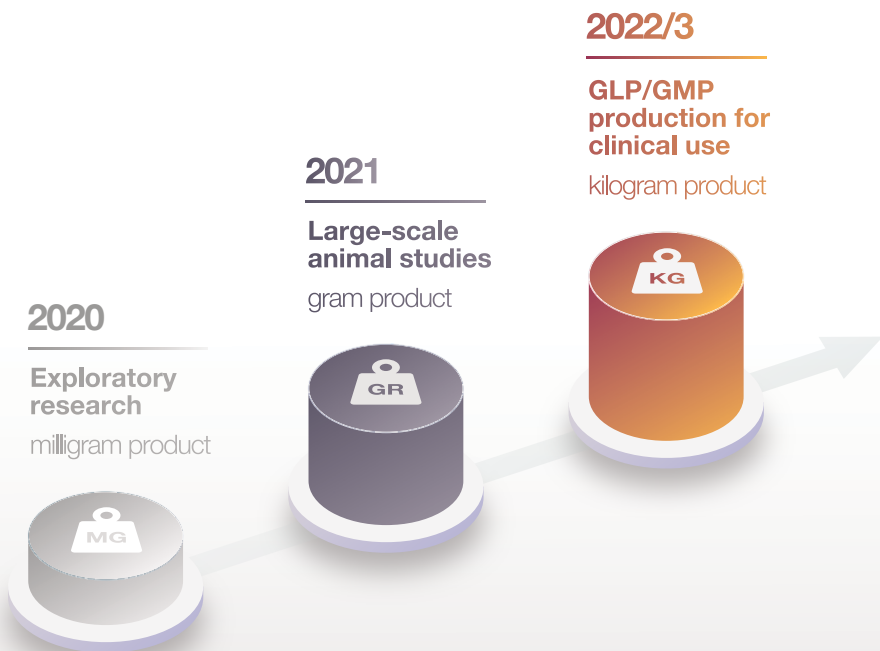 2020
Exploratory
research
milligram product
MG
2021
Large-scale
animal studies
gram product
GR
2022/3
GLP/GMP
production for
clinical use
kilogram product
KG